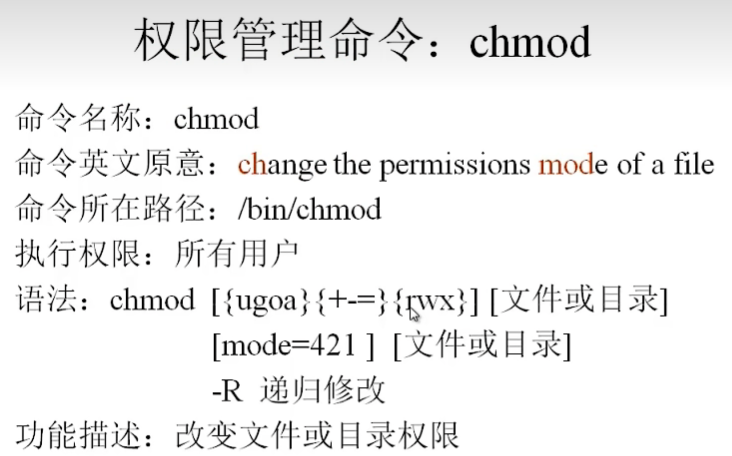 权限管理命令：chmod
命令名称：chmod
命令英文原意：change the permissions mode of a file
命令所在路径：/bin/chmod
执行权限：所有用户
语法：chmod [{ugoa}{+-=}{rwx}] [文件或目录]
[mode=421 ] [文件或目录]
-R 递归修改
功能描述：改变文件或目录权限